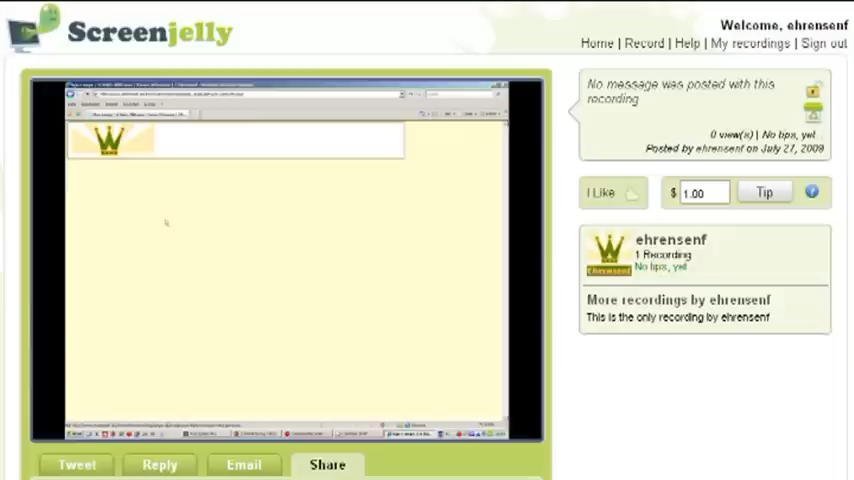 Screenjelly
Welcome, ehrensenf
Home | Record | Help | My recordings | Sign out
No message was posted with this
recording
0 view(s) | No tips, yet
Posted by ehrensenf on July 27, 2009
I Like
$ 1.00 Tip
ehrensenf
1 Recording
No tips, yet
Ehrensenf
More recordings by ehrensenf
This is the only recording by ehrensenf
Tweet Reply Email Share